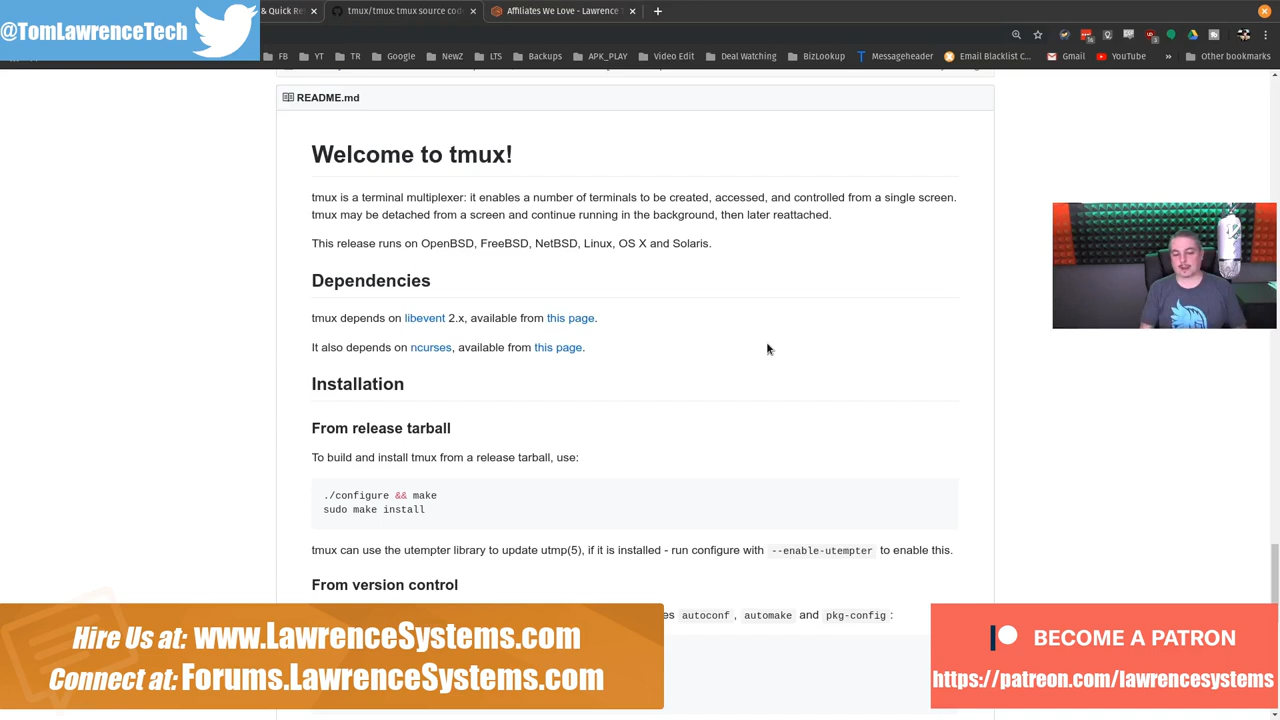 @TomLawrenceTech
& Quick Re
tmux/tmux: tmux source cod
Affiliates We Love - Lawrence
FB
YT
TR
Google
NewZ
LTS
Backups
APK_PLAY
Video Edit
Deal Watching
BizLookup
Messageheader
Email Blacklist C
Gmail
YouTube
Other bookmarks
README.md
Welcome to tmux!
tmux is a terminal multiplexer: it enables a number of terminals to be created, accessed, and controlled from a single screen.
tmux may be detached from a screen and continue running in the background, then later reattached.
This release runs on OpenBSD, FreeBSD, NetBSD, Linux, OS X and Solaris.
Dependencies
tmux depends on libevent 2.x, available from this page.
It also depends on ncurses, available from this page.
Installation
From release tarball
To build and install tmux from a release tarball, use:
./configure && make
sudo make install
tmux can use the utempter library to update utmp(5), if it is installed - run configure with --enable-utempter to enable this.
From version control
es autoconf, automake and pkg-config:
Hire Us at: www.LawrenceSystems.com
Connect at: Forums.LawrenceSystems.com
BECOME A PATRON
https://patreon.com/lawrencesystems